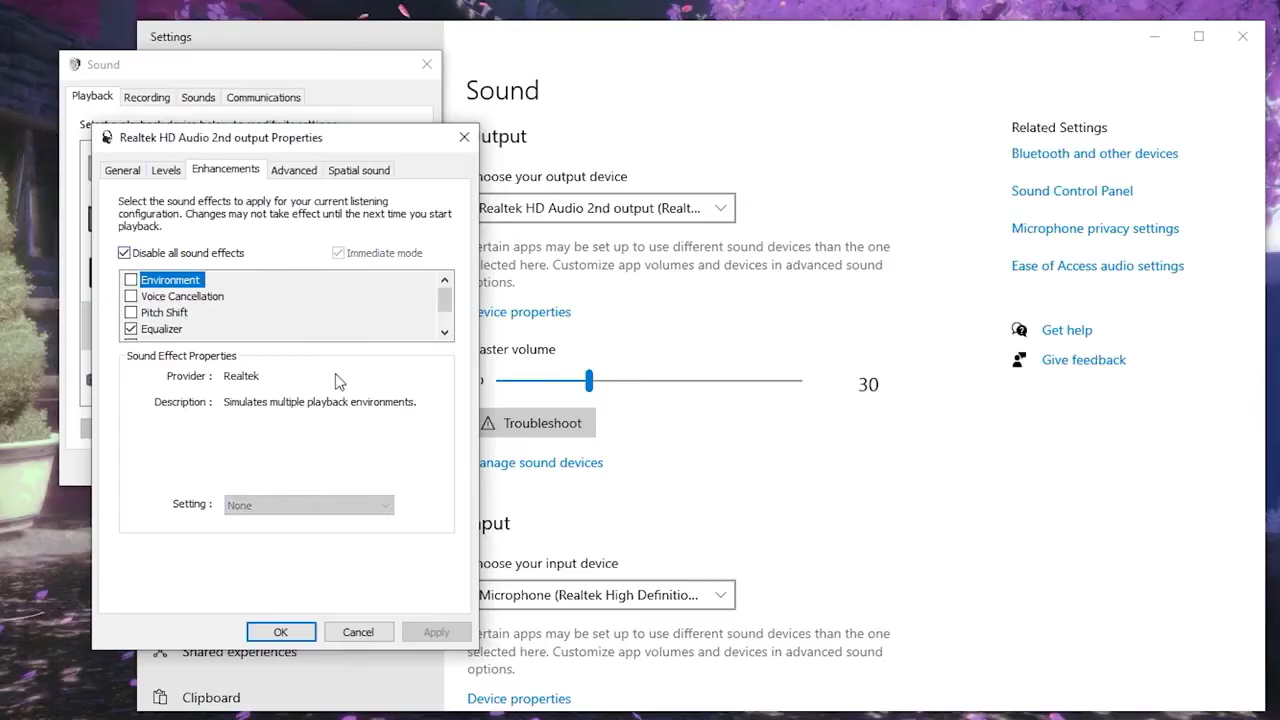 Settings
Sound
Playback
Recording
Sounds
Communications
Realtek HD Audio 2nd output Properties
General
Levels
Enhancements
Advanced
Spatial sound
Select the sound effects to apply for your current listening
configuration. Changes may not take effect until the next time you start
playback.
Disable all sound effects
Immediate mode
Environment
Voice Cancellation
Pitch Shift
Equalizer
Sound Effect Properties
Provider :
Realtek
Description :
Simulates multiple playback environments.
Setting :
None
OK
Cancel
Apply
Shared experiences
Clipboard
Sound
utput
oose your output device
Realtek HD Audio 2nd output (Realt...
ertain apps may be set up to use different sound devices than the one
elected here. Customize app volumes and devices in advanced sound
ptions.
evice properties
aster volume
30
Troubleshoot
anage sound devices
nput
oose your input device
Microphone (Realtek High Definitio...
ertain apps may be set up to use different sound devices than the one
elected here. Customize app volumes and devices in advanced sound
options.
Device properties
Related Settings
Bluetooth and other devices
Sound Control Panel
Microphone privacy settings
Ease of Access audio settings
Get help
Give feedback